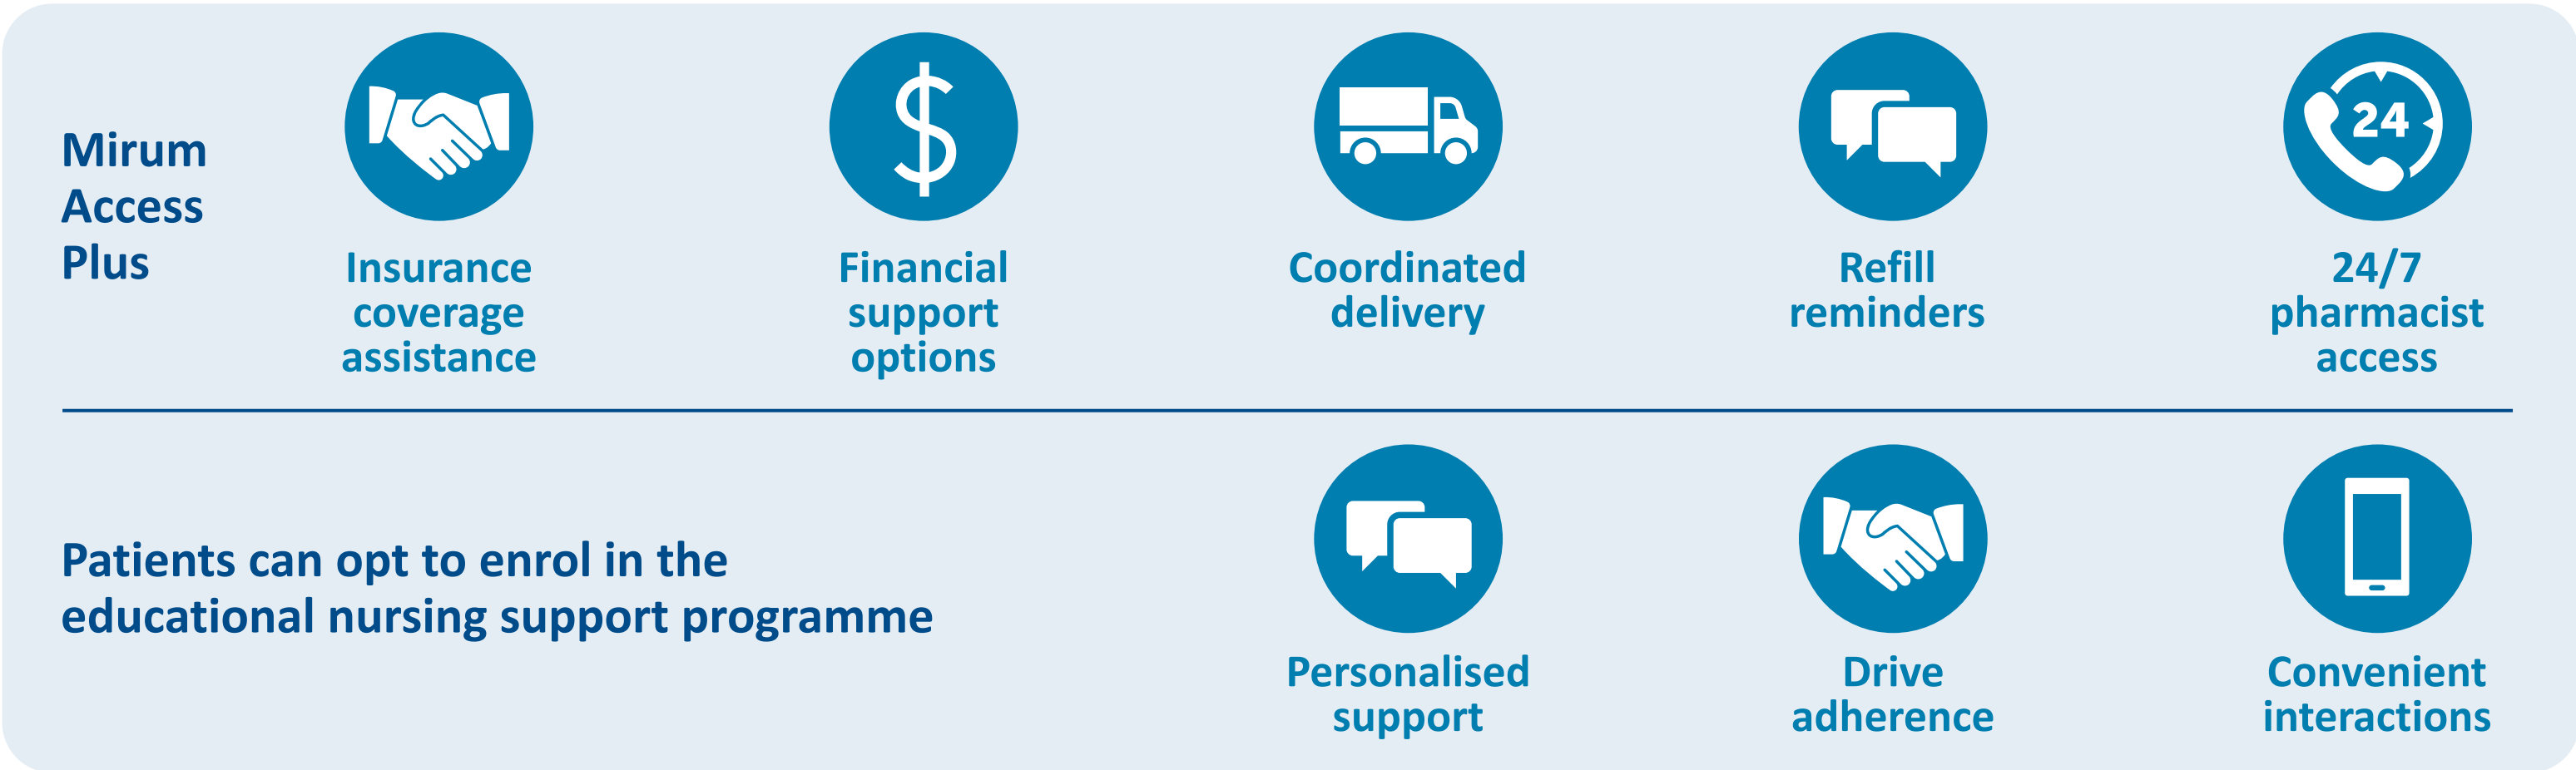 Mirum
Access
Plus
Insurance
coverage
assistance
Financial
support
options
Coordinated
delivery
Refill
reminders
24
24/7
pharmacist
access
Patients can opt to enrol in the
educational nursing support programme
Personalised
support
Drive
adherence
Convenient
interactions